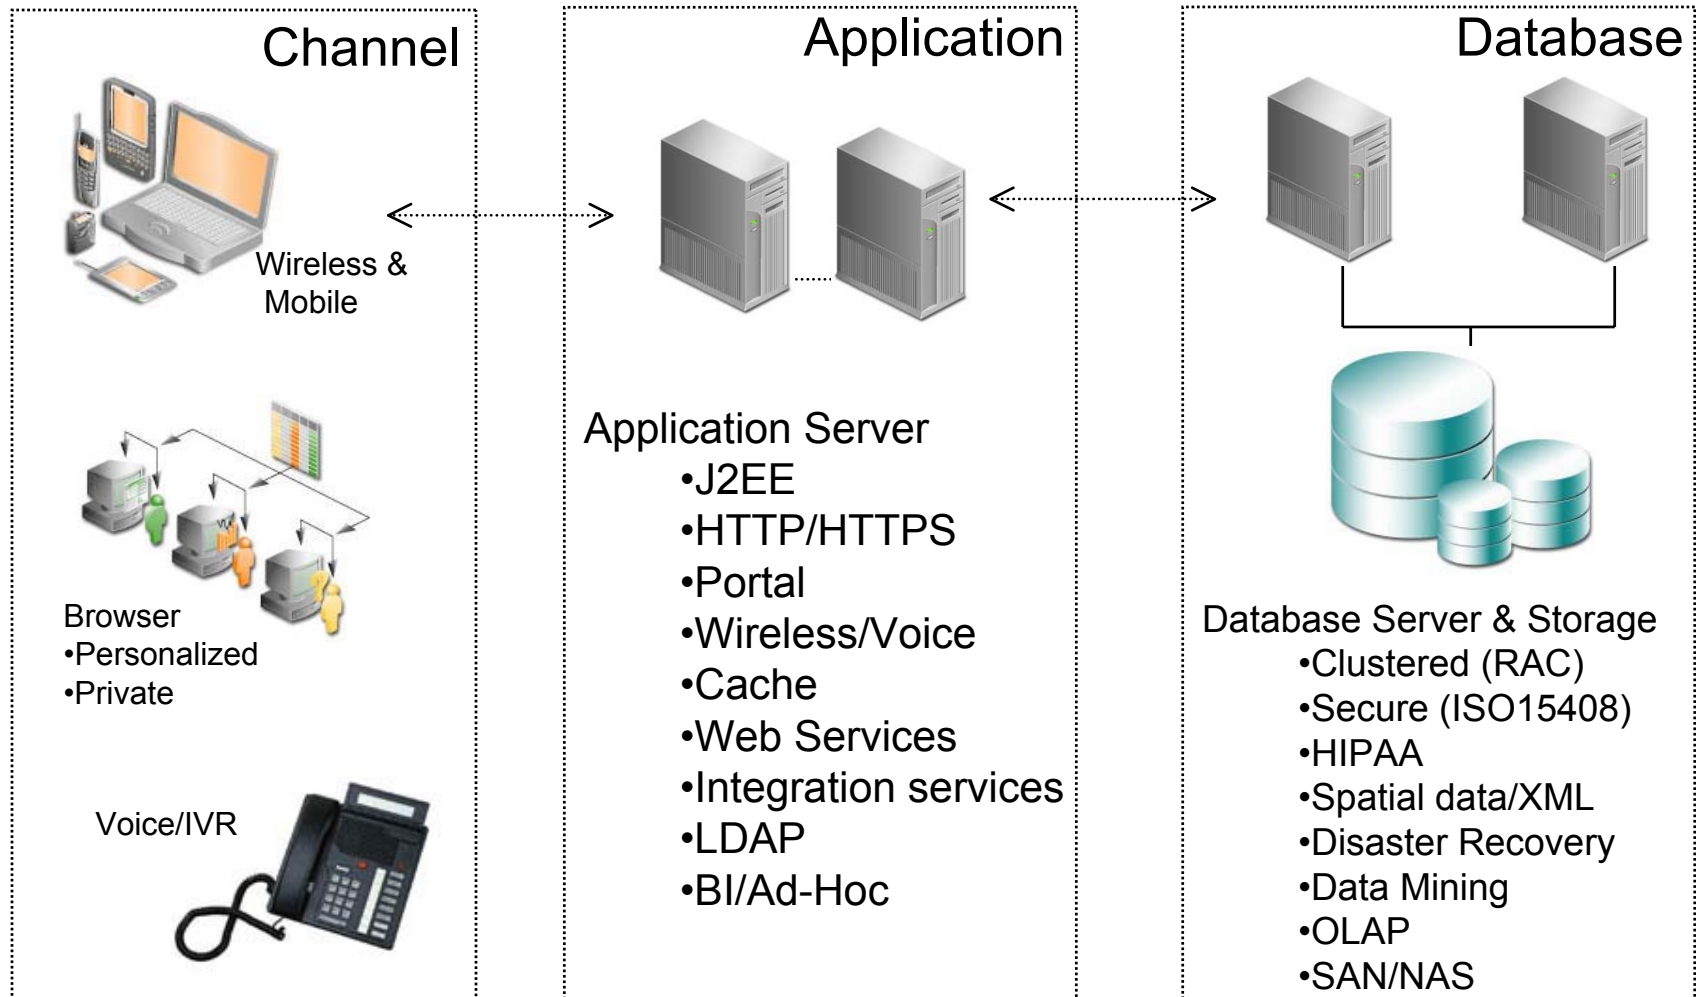 Channel
Wireless &
Mobile
Browser
•Personalized
•Private
Voice/IVR
Application
Application Server
•J2EE
•HTTP/HTTPS
•Portal
•Wireless/Voice
•Cache
•Web Services
•Integration services
•LDAP
•BI/Ad-Hoc
Database
Database Server & Storage
•Clustered (RAC)
•Secure (ISO15408)
•HIPAA
•Spatial data/XML
•Disaster Recovery
•Data Mining
•OLAP
•SAN/NAS